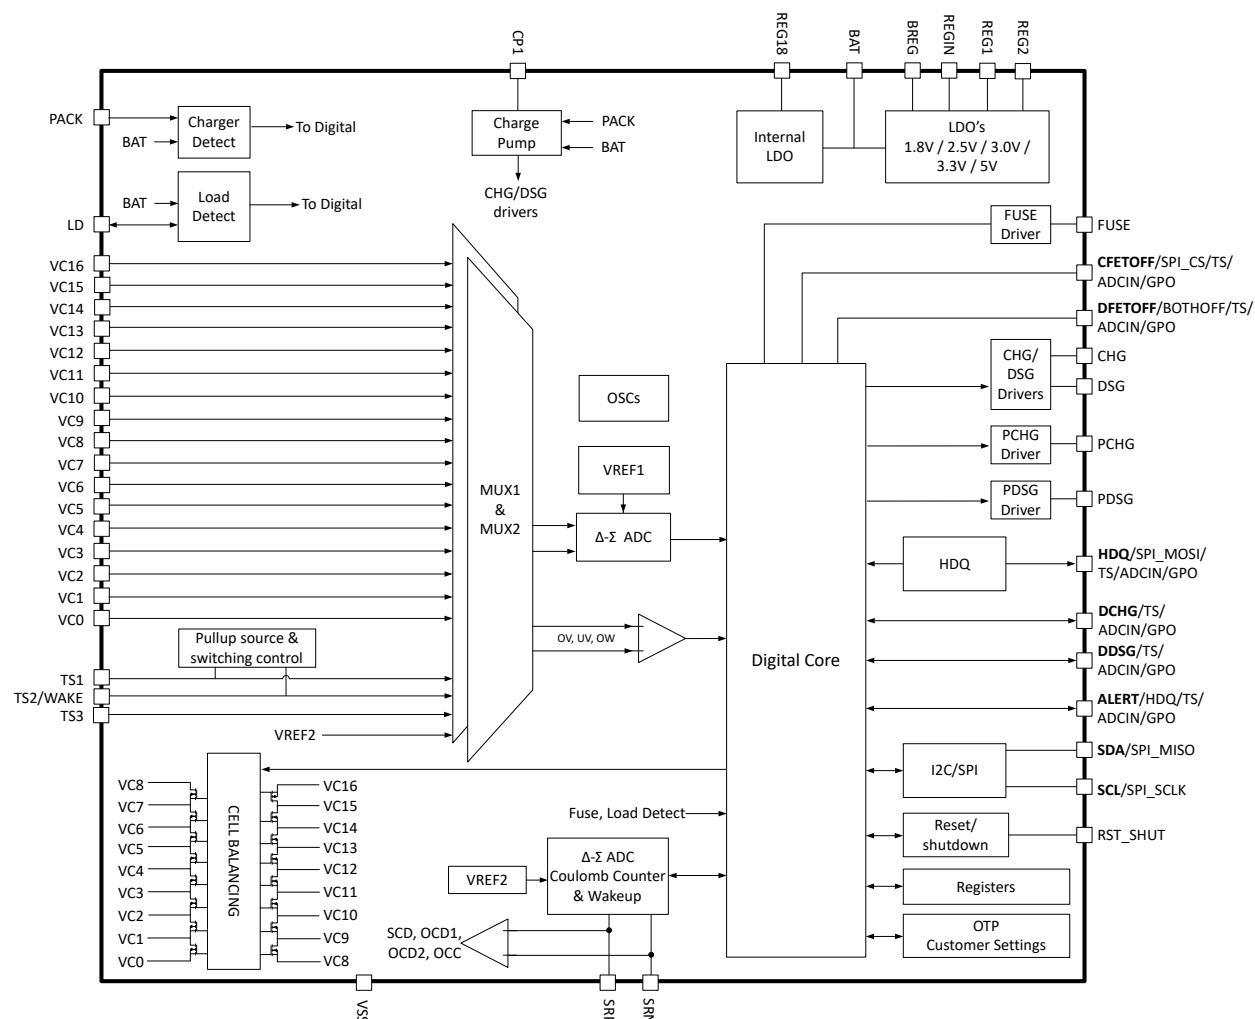 CP1
REG18
BAT
BREG
REGIN
REG1
REG2
PACK
BAT
Charger
Detect
To Digital
Charge
Pump
PACK
BAT
CHG/DSG
drivers
Internal
LDO
LDO's
1.8V / 2.5V / 3.0V /
3.3V / 5V
BAT
LD
Load
Detect
To Digital
FUSE
Driver
FUSE
CFETOFF/SPI_CS/TS/
ADCIN/GPO
DFETOFF/BOTHOFF/TS/
ADCIN/GPO
CHG/
DSG
Drivers
CHG
DSG
PCHG
Driver
PCHG
PDSG
Driver
PDSG
HDQ
HDQ/SPI_MOSI/
TS/ADCIN/GPO
DCHG/TS/
ADCIN/GPO
DDSG/TS/
ADCIN/GPO
ALERT/HDQ/TS/
ADCIN/GPO
I2C/SPI
SDA/SPI_MISO
SCL/SPI_SCLK
Reset/
shutdown
RST_SHUT
Registers
OTP
Customer Settings
VC16
VC15
VC14
VC13
VC12
VC11
VC10
VC9
VC8
VC7
VC6
VC5
VC4
VC3
VC2
VC1
VC0
Pullup source &
switching control
TS1
TS2/WAKE
TS3
VREF2
MUX1
&
MUX2
OSCs
VREF1
Δ-Σ ADC
OV, UV, OW
Digital Core
VC8
VC7
VC6
VC5
VC4
VC3
VC2
VC1
VC0
CELL BALANCING
VC16
VC15
VC14
VC13
VC12
VC11
VC10
VC9
VC8
Fuse, Load Detect
VREF2
Δ-Σ ADC
Coulomb Counter
& Wakeup
SCD, OCD1,
OCD2, OCC